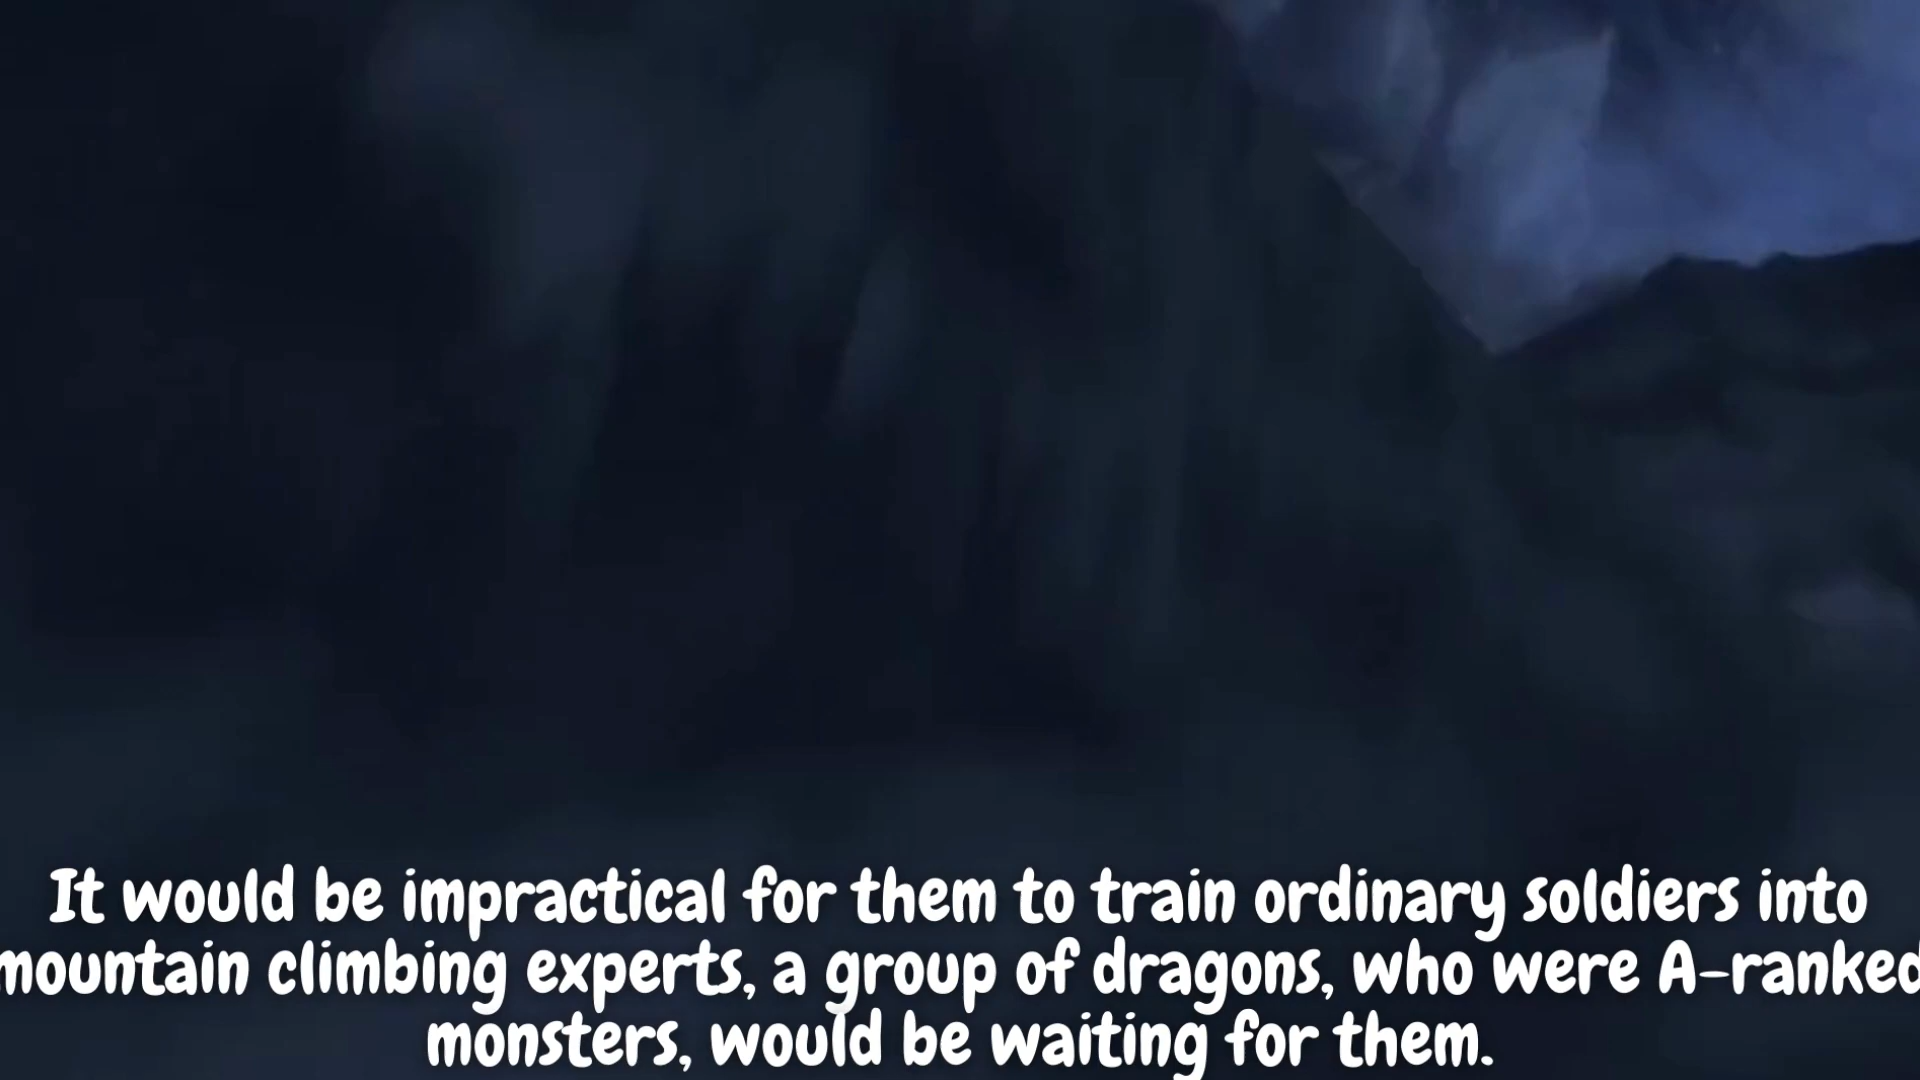 It would be impractical for them to train ordinary soldiers into
mountain climbing experts, a group of dragons, who were A-ranked
monsters, would be waiting for them.